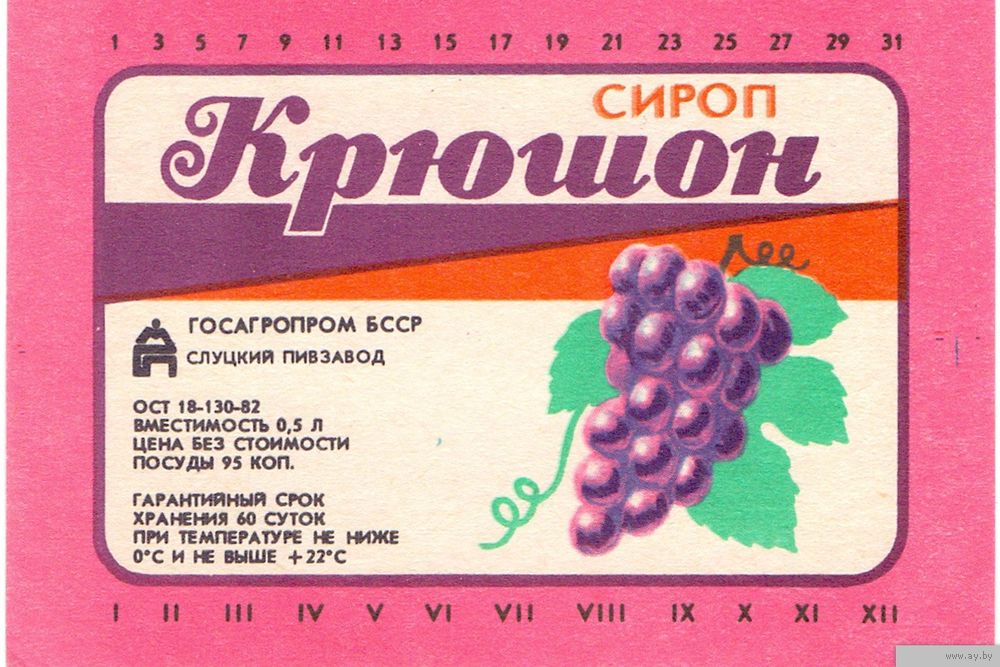 1 3 5 7 9 11 13 15 17 19 21 23 25 27 29 31
СИРОП
Крюшон
ГОСАГРОПРОМ БССР
СЛУЦКИЙ ПИВЗАВОД
ОСТ 18-130-82
ВМЕСТИМОСТЬ 0,5 Л
ЦЕНА БЕЗ СТОИМОСТИ
ПОСУДЫ 95 КОП.
ГАРАНТИЙНЫЙ СРОК
ХРАНЕНИЯ 60 СУТОК
ПРИ ТЕМПЕРАТУРЕ НЕ НИЖЕ
0°С И НЕ ВЫШЕ +22°С
I II III IV V VI VII VIII IX X XI XII
www.ay.by